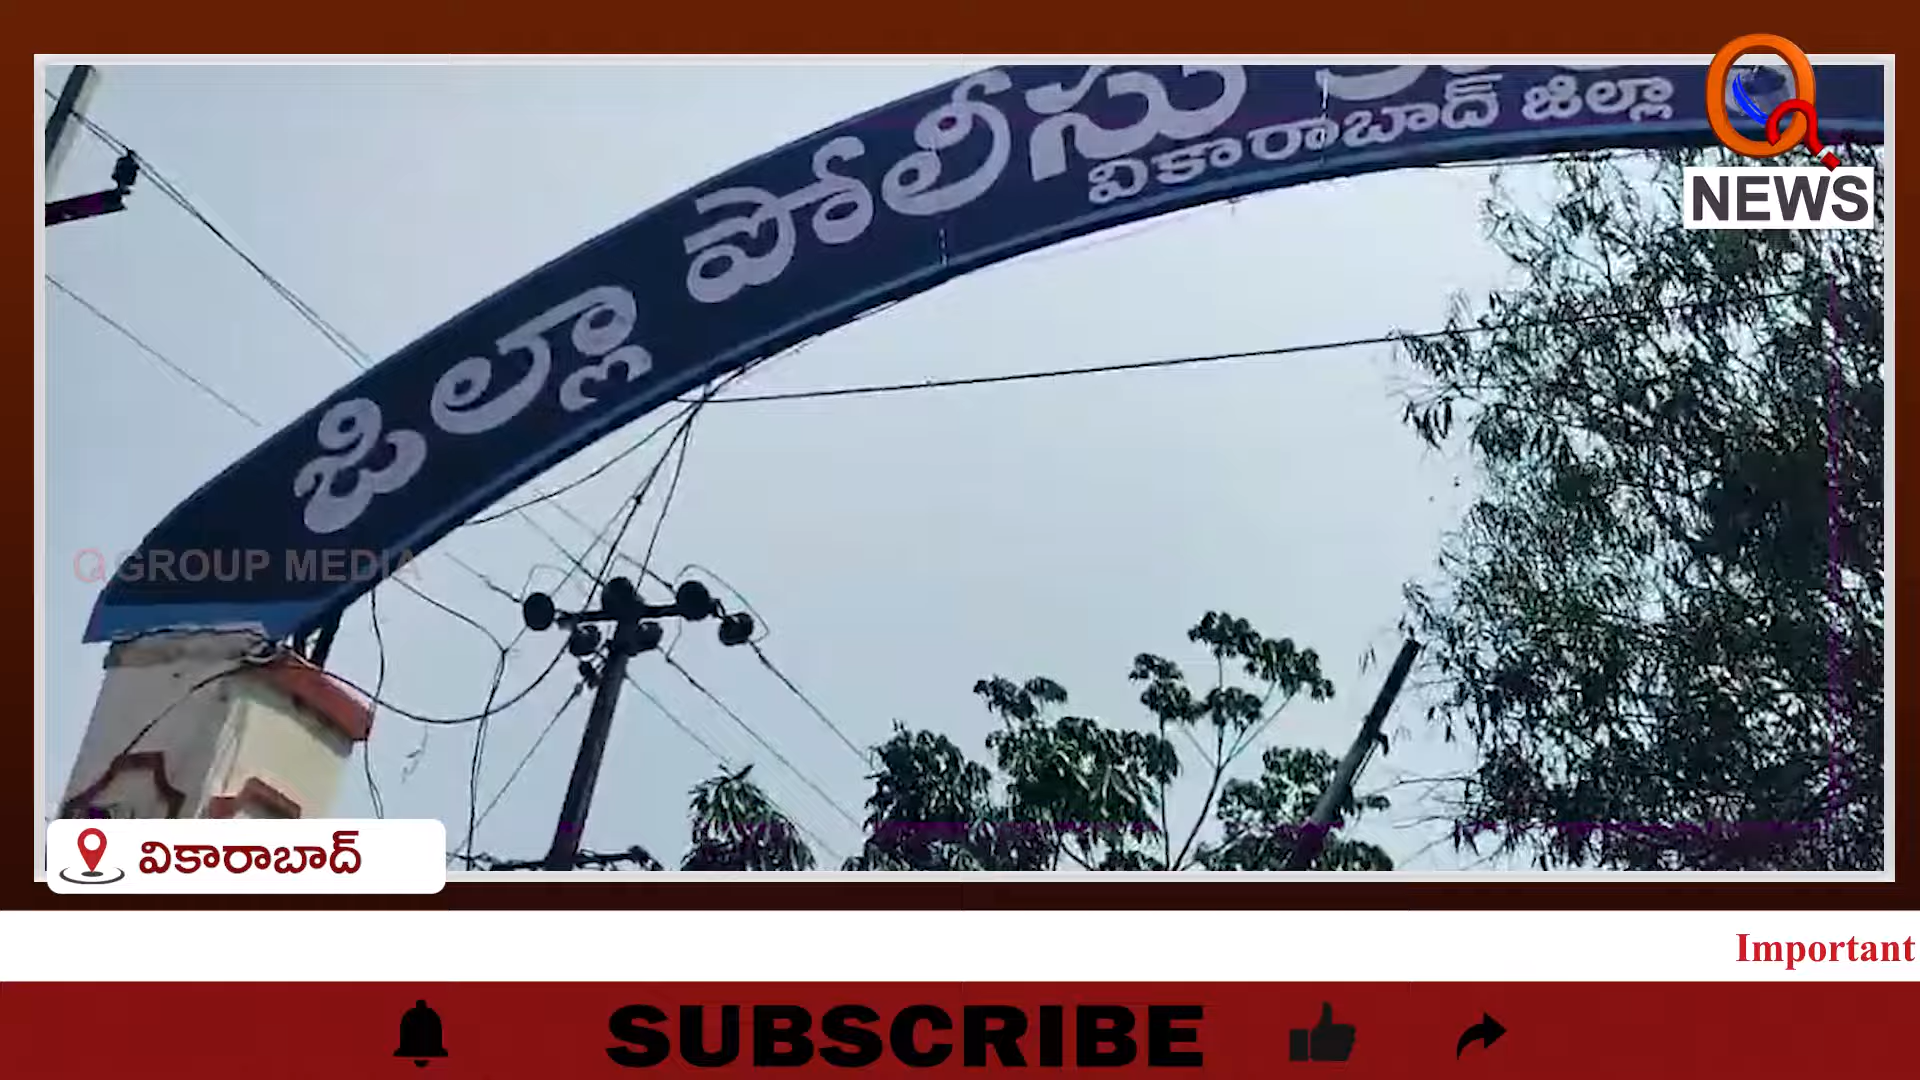 జిల్లా పోలీసు
వికారాబాద్ జిల్లా
NEWS
Q GROUP MEDIA
వికారాబాద్
Important
SUBSCRIBE